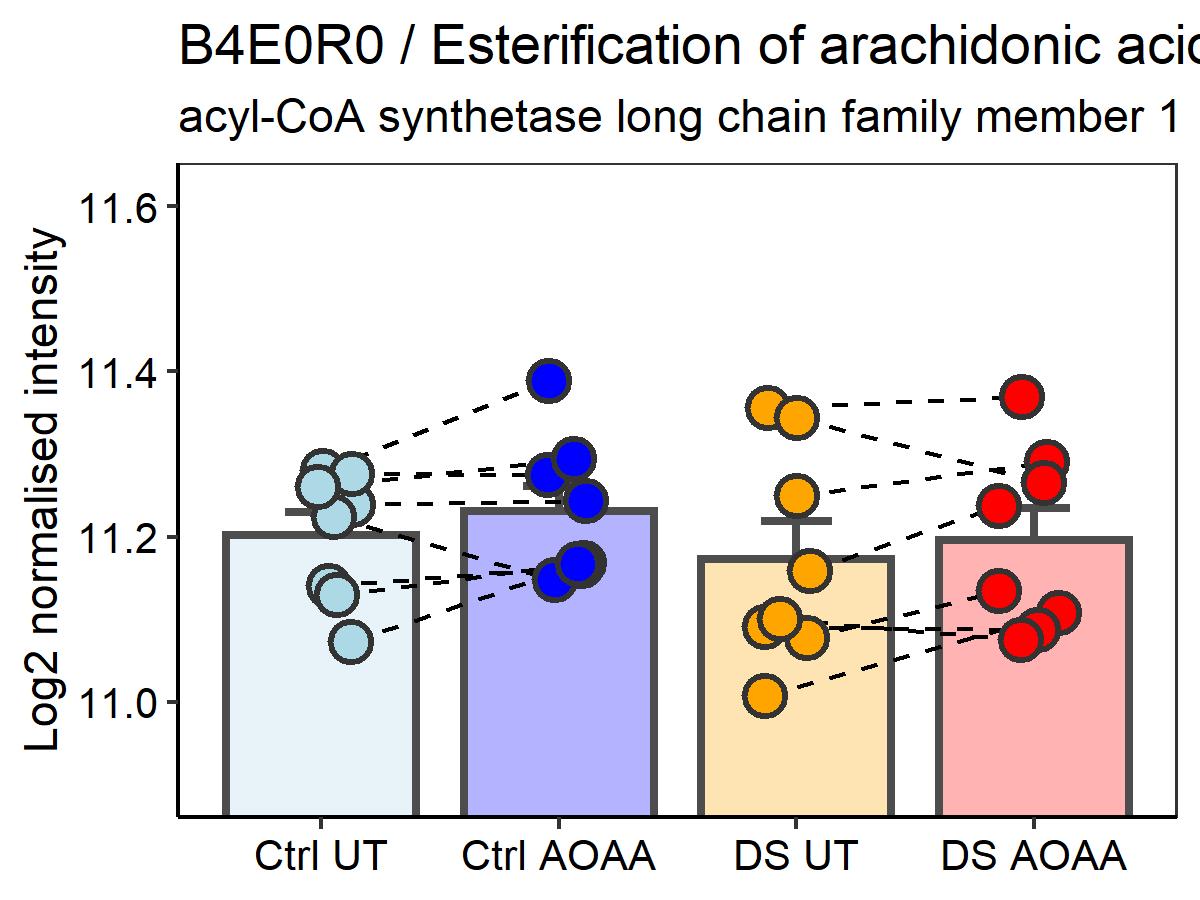 B4E0R0 / Esterification of arachidonic
acyl-CoA synthetase long chain family member 1
Log2 normalised intensity
11.6
11.4
11.2
11.0
Ctrl UT
Ctrl AOAA
DS UT
DS AOAA